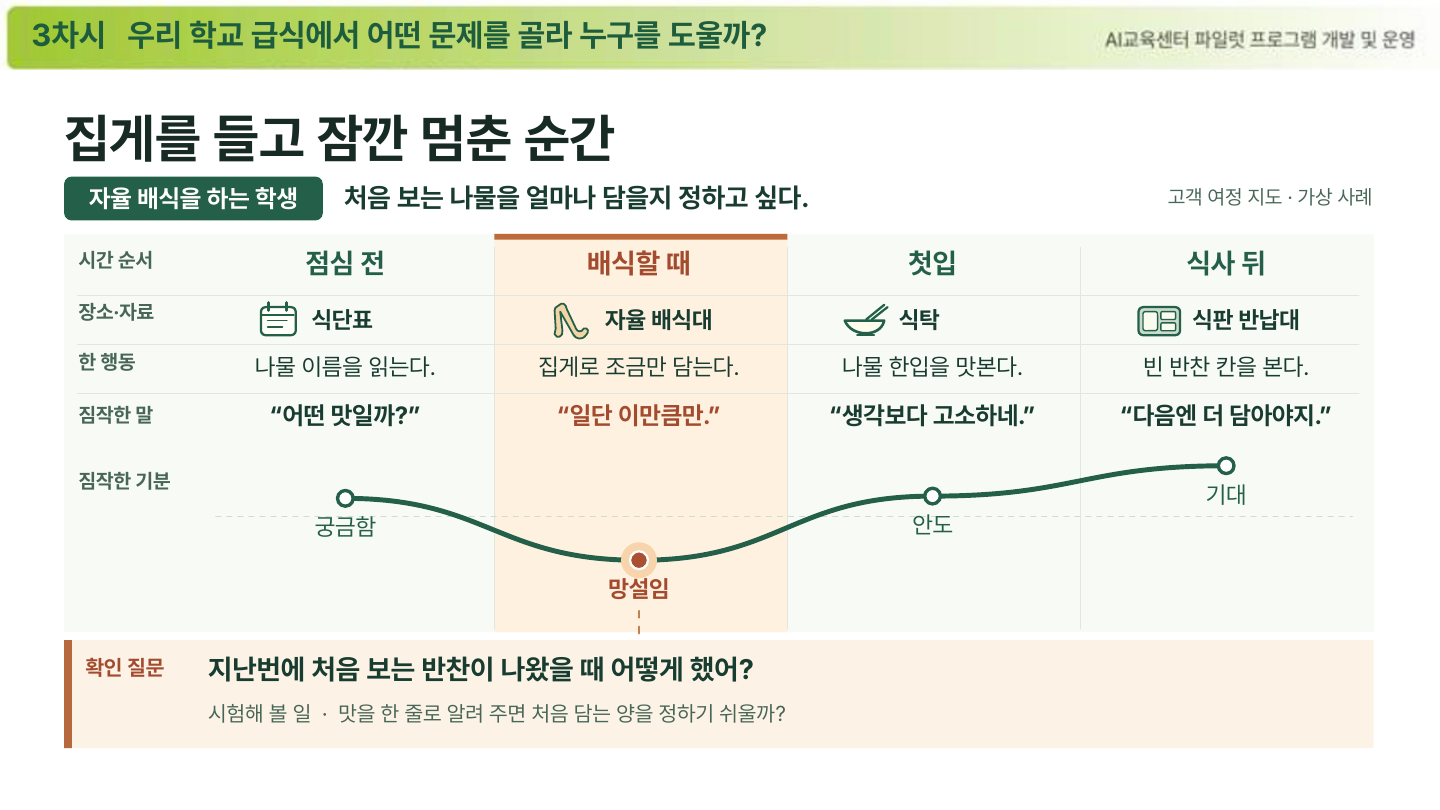 3차시 우리 학교 급식에서 어떤 문제를 골라 누구를 도울까?
AI교육센터 파일럿 프로그램 개발 및 운영
집게를 들고 잠깐 멈춘 순간
자율 배식을 하는 학생
처음 보는 나물을 얼마나 담을지 정하고 싶다.
고객 여정 지도 · 가상 사례
시간 순서 점심 전 배식할 때 첫입 식사 뒤
장소·자료 식단표 자율 배식대 식탁 식판 반납대
한 행동 나물 이름을 읽는다. 집게로 조금만 담는다. 나물 한입을 맛본다. 빈 반찬 칸을 본다.
짐작한 말 “어떤 맛일까?” “일단 이만큼만.” “생각보다 고소하네.” “다음엔 더 담아야지.”
짐작한 기분
궁금함 망설임 안도 기대
확인 질문 지난번에 처음 보는 반찬이 나왔을 때 어떻게 했어?
시험해 볼 일 · 맛을 한 줄로 알려 주면 처음 담는 양을 정하기 쉬울까?